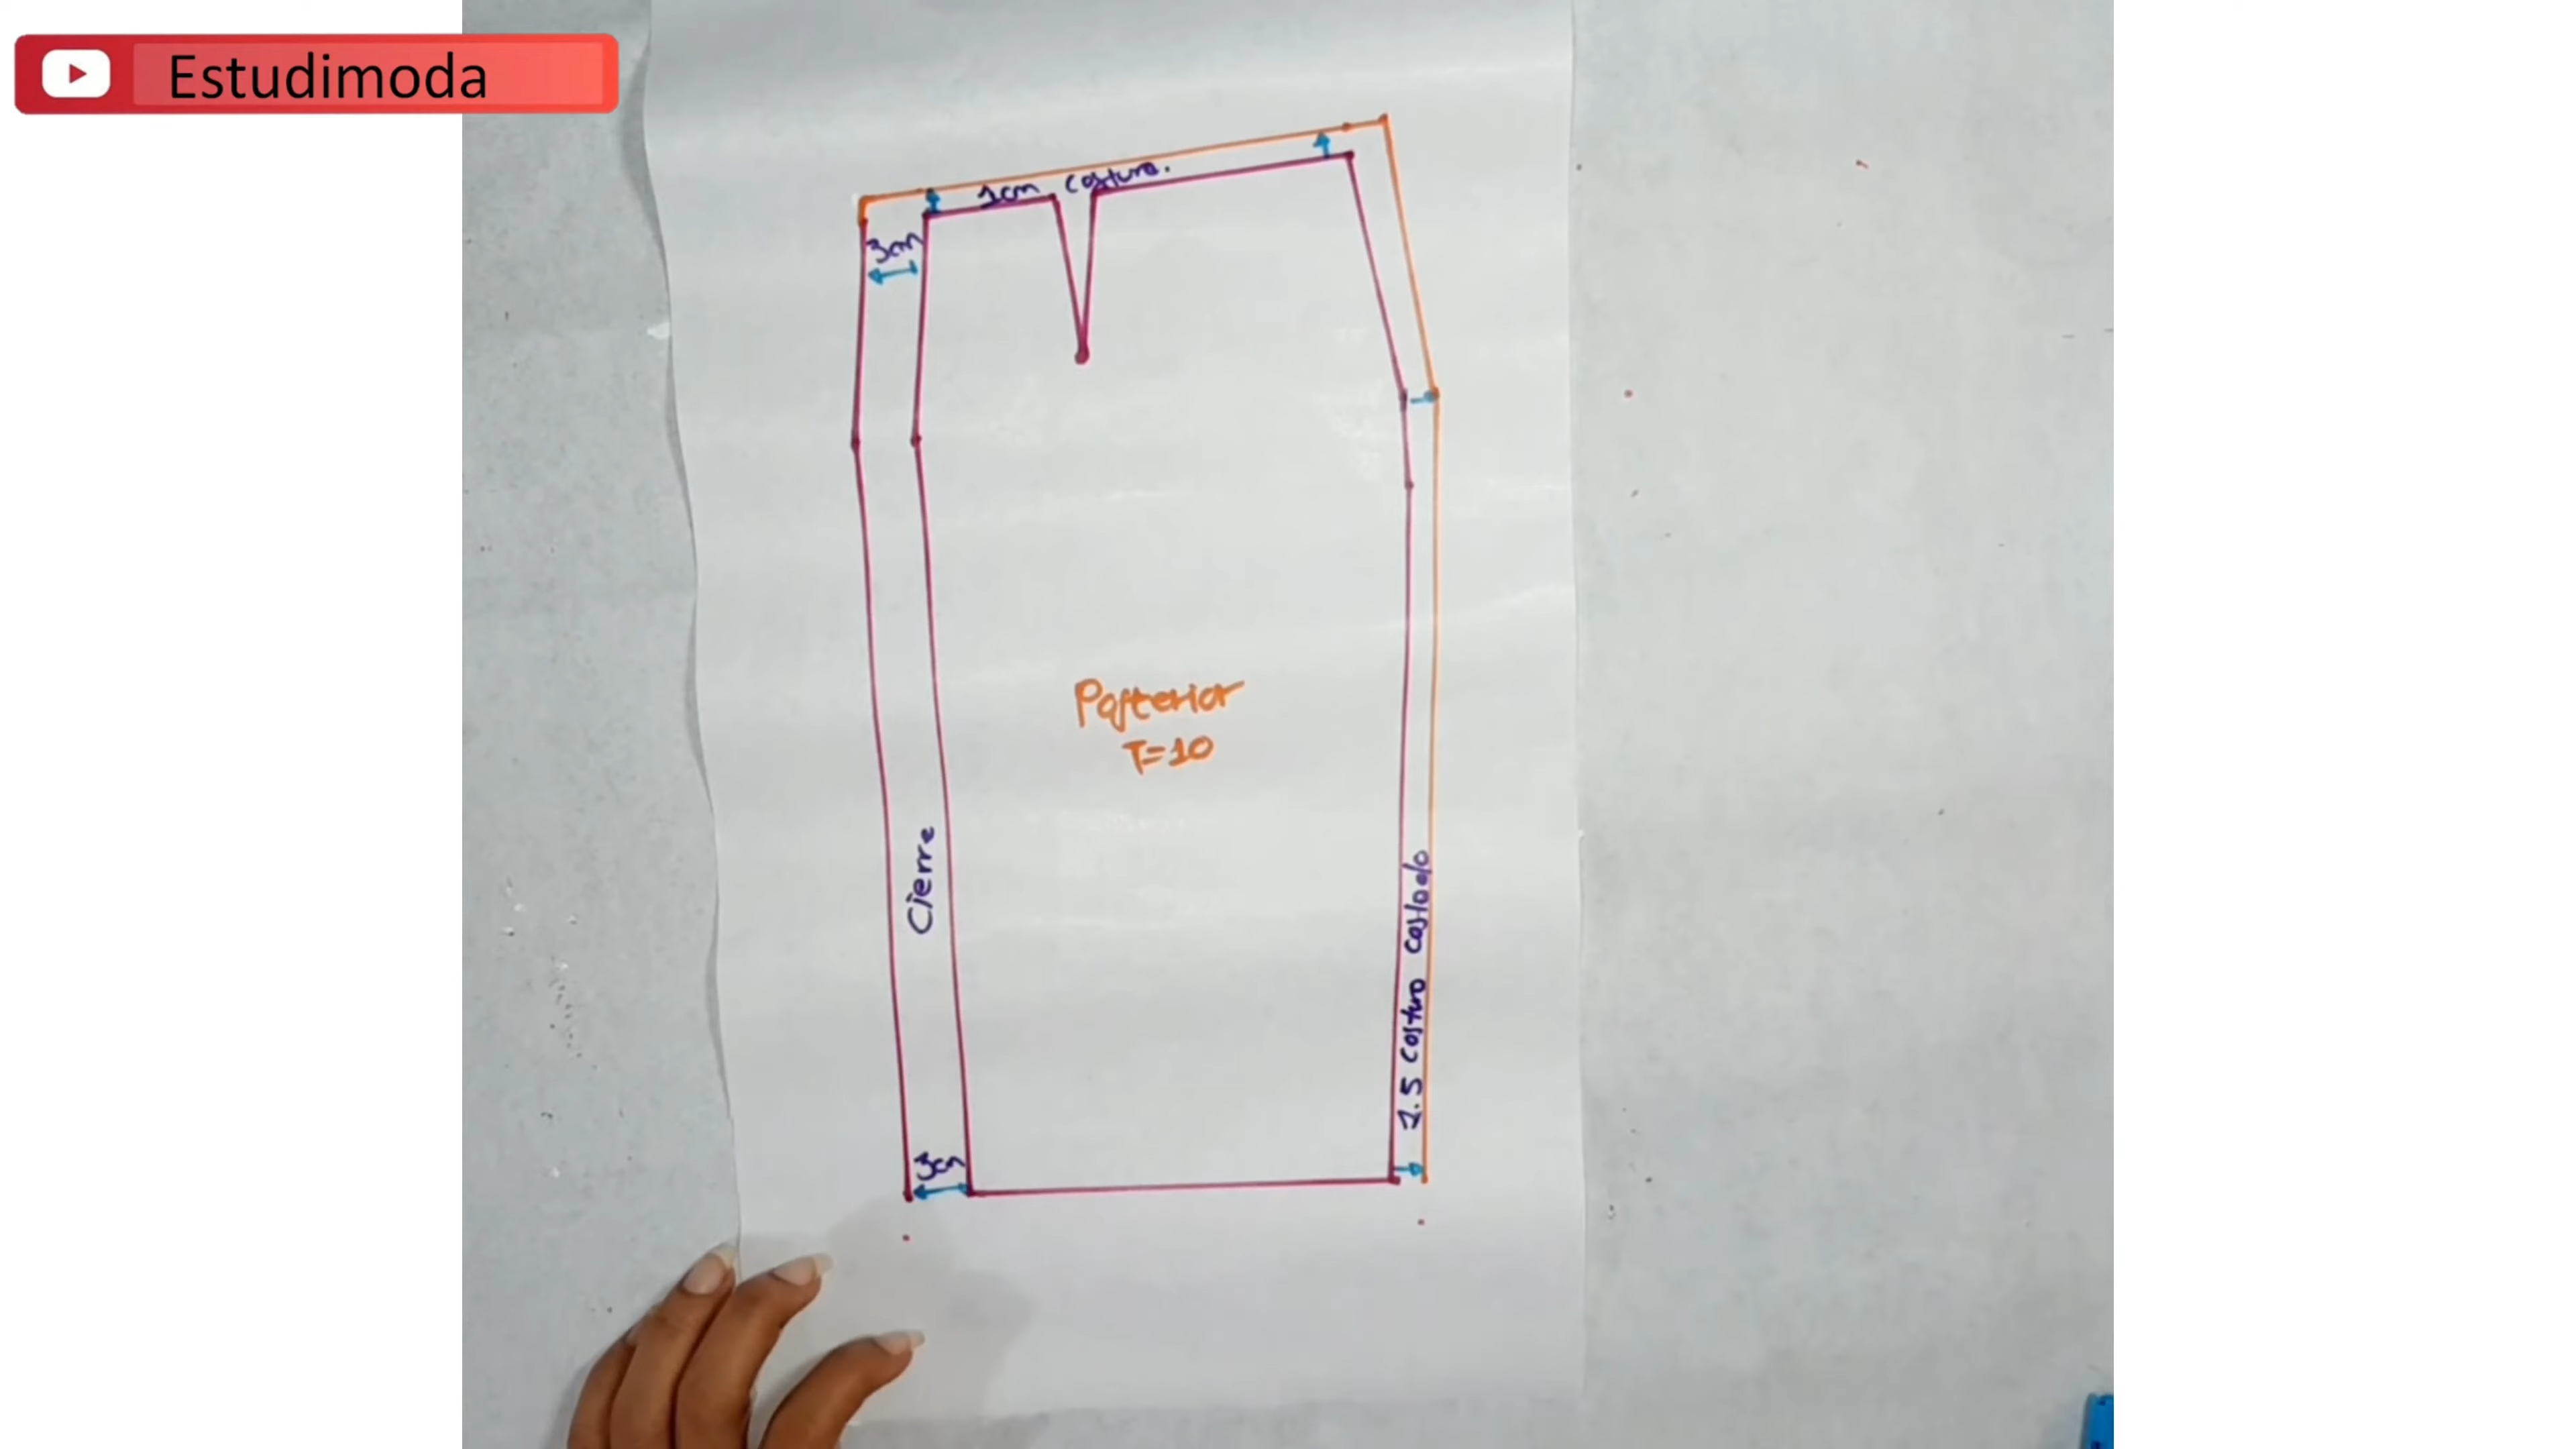 Estudimoda
1cm costura.
3cm
Posterior
T=10
Cierre
1.5 costura costado
3cm